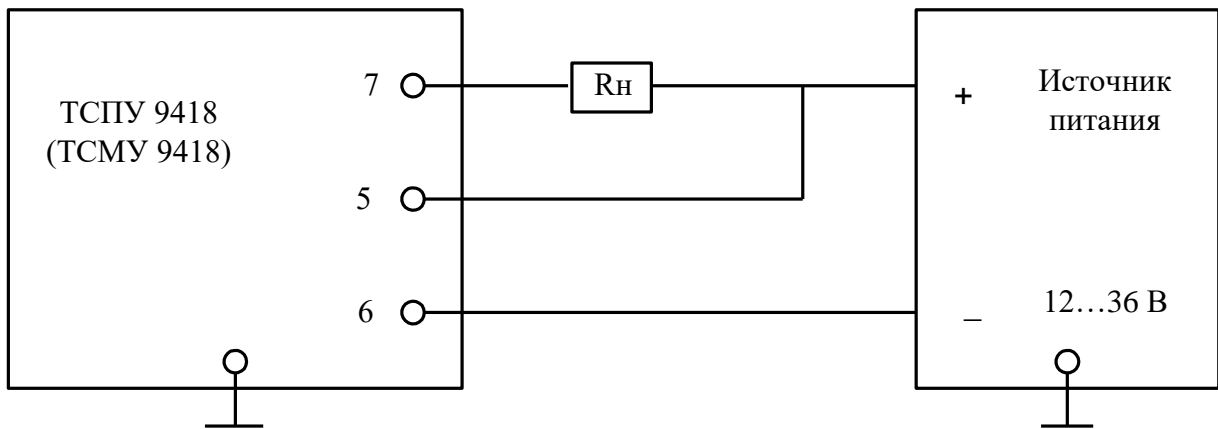 ТСПУ 9418
(ТСМУ 9418)
7
5
6
Rн
+
–
Источник
питания
12…36 В